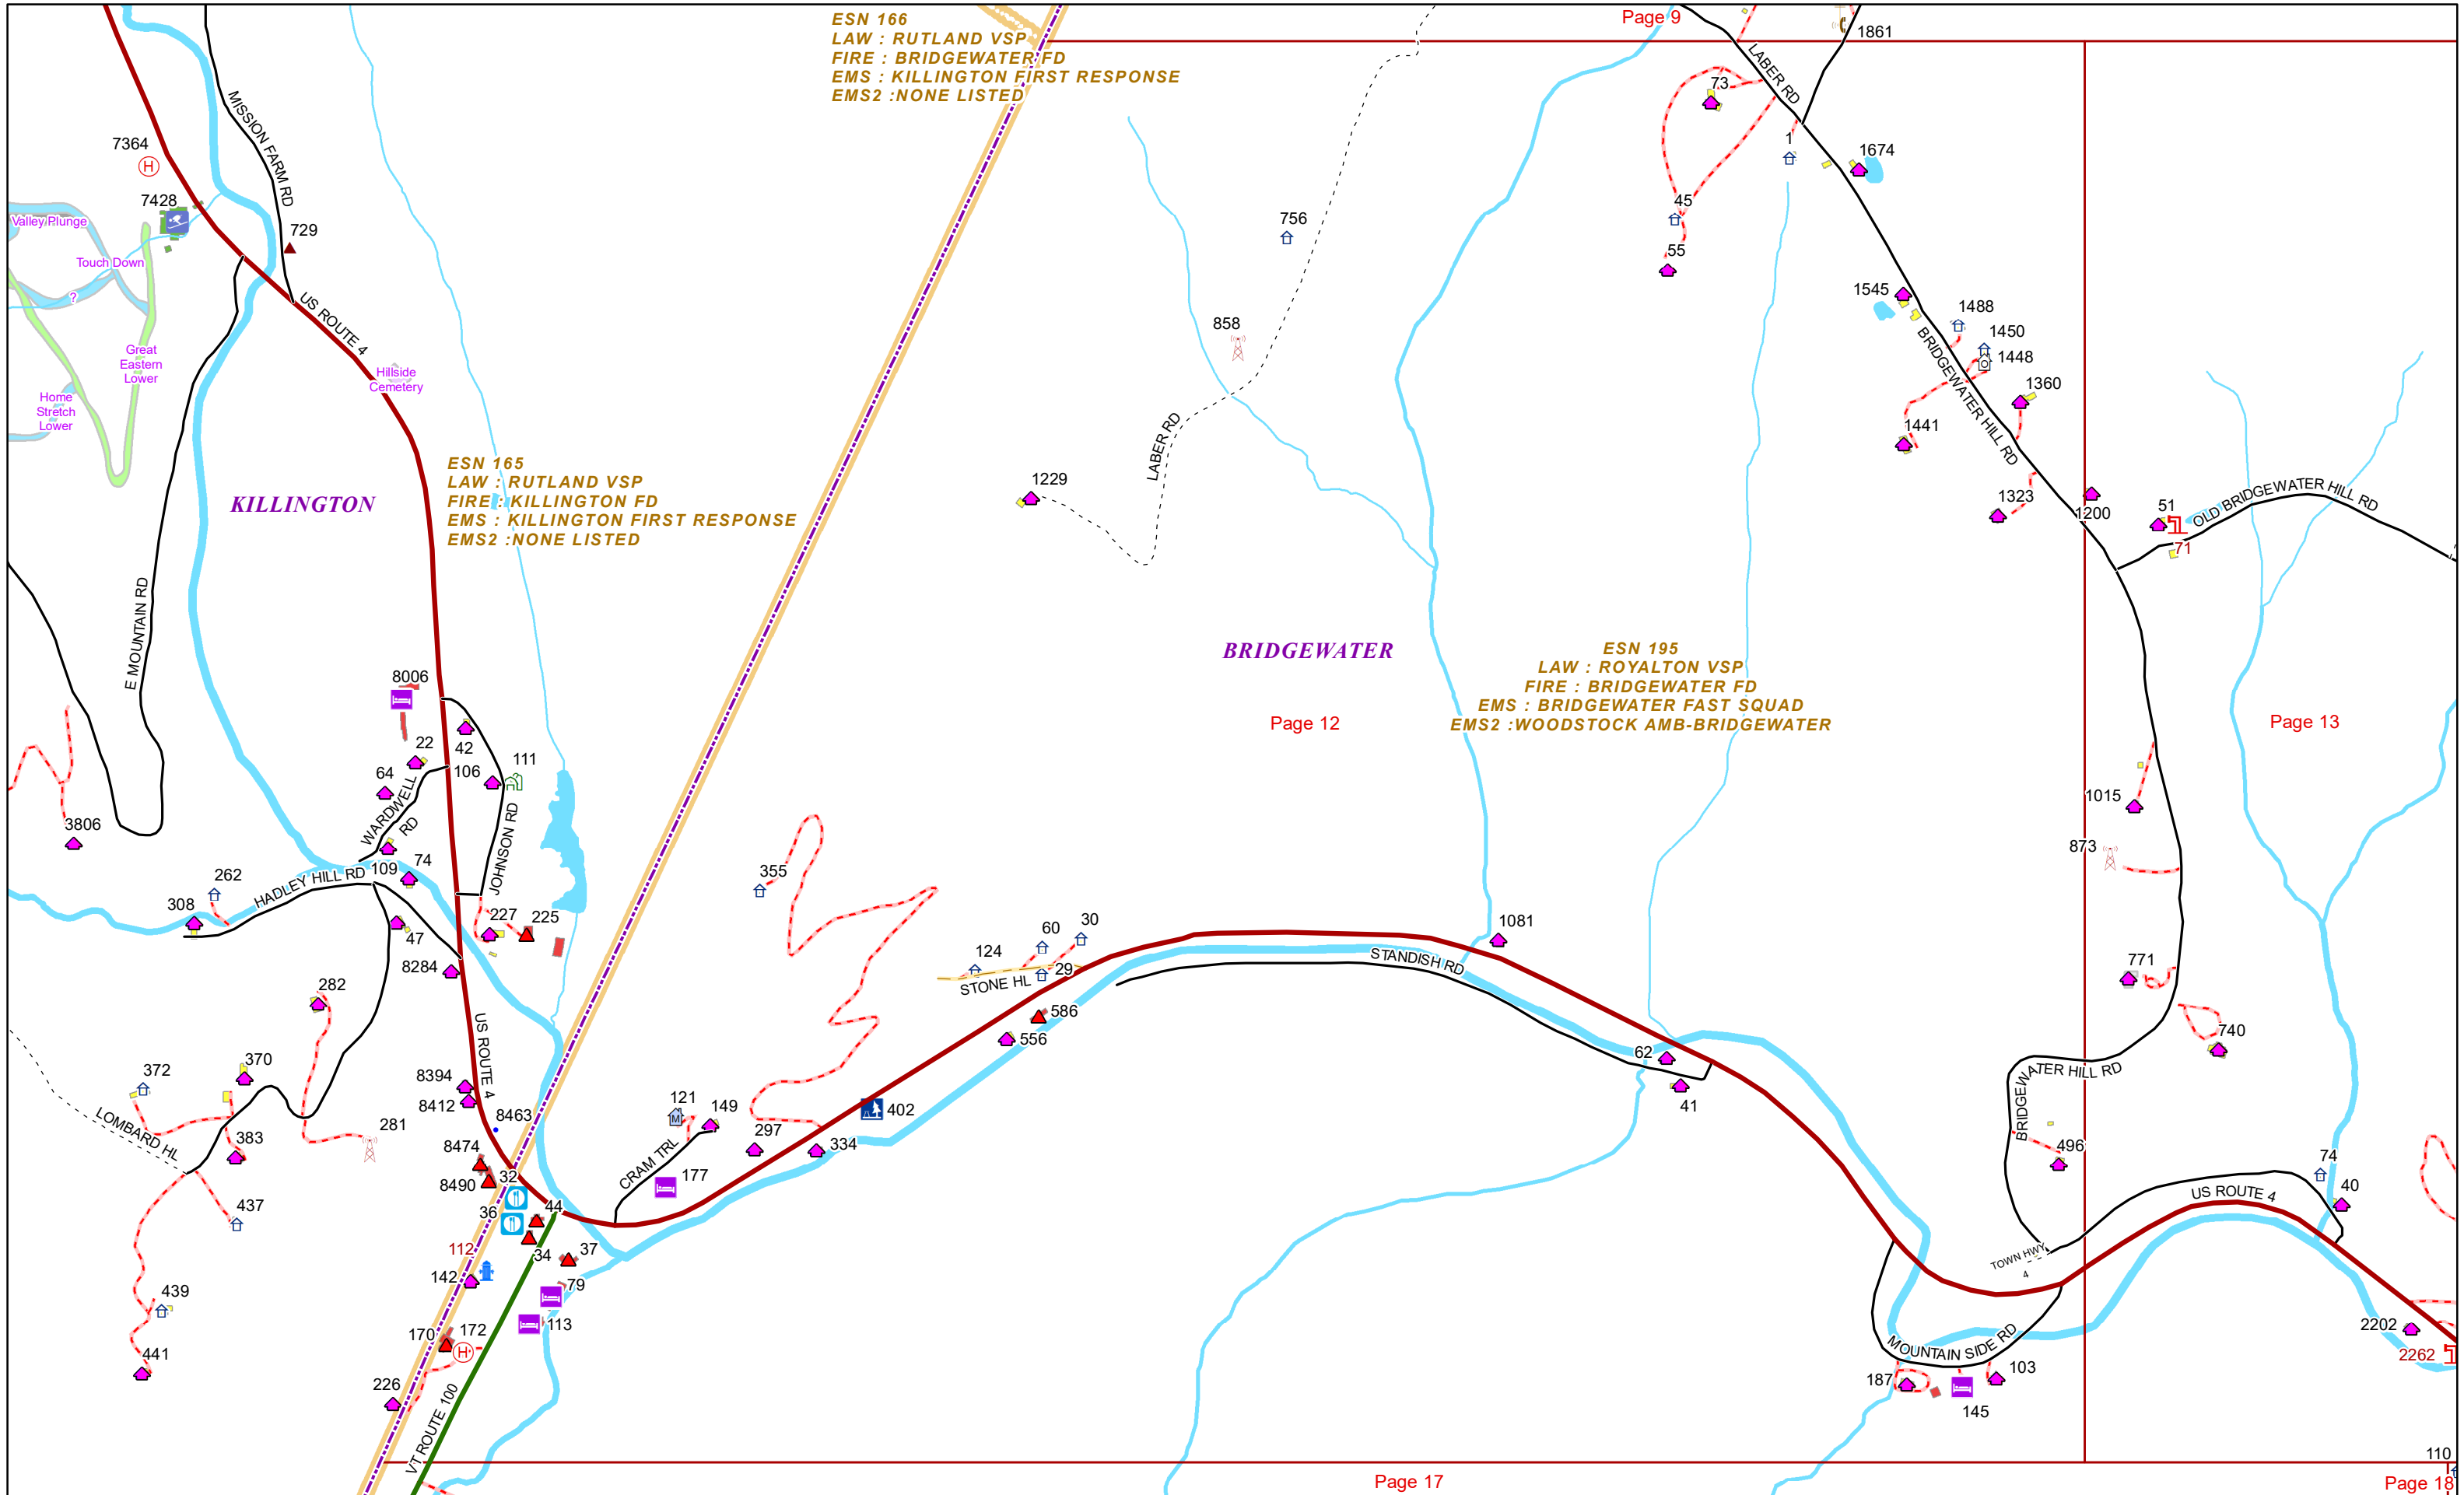 ESN 166
LAW : RUTLAND VSP
FIRE : BRIDGEWATER FD
EMS : KILLINGTON FIRST RESPONSE
EMS2 :NONE LISTED
Page 9
1861
LABER RD
73
1
1674
MISSION FARM RD
7364
H
7428
729
Valley Plunge
Touch Down
?
US ROUTE 4
Great
Eastern
Lower
Home
Stretch
Lower
Hillside
Cemetery
756
858
45
55
1545
1488
1450
1448
1360
1441
BRIDGEWATER HILL RD
1323
1200
51
71
OLD BRIDGEWATER HILL RD
LABER RD
1229
KILLINGTON
ESN 165
LAW : RUTLAND VSP
FIRE : KILLINGTON FD
EMS : KILLINGTON FIRST RESPONSE
EMS2 :NONE LISTED
E MOUNTAIN RD
BRIDGEWATER
ESN 195
LAW : ROYALTON VSP
FIRE : BRIDGEWATER FD
EMS : BRIDGEWATER FAST SQUAD
EMS2 :WOODSTOCK AMB-BRIDGEWATER
Page 12
Page 13
8006
22
42
64
106
111
WARDWELL
RD
JOHNSON RD
3806
109
74
262
308
HADLEY HILL RD
47
227
225
8284
282
355
124
60
30
29
STONE HL
586
556
STANDISH RD
1081
1015
873
771
740
62
41
BRIDGEWATER HILL RD
496
372
370
LOMBARD HL
383
281
US ROUTE 4
8394
8412
8463
8474
8490
32
36
44
34
37
121
M
149
CRAM TRL
177
297
334
402
437
439
441
112
142
79
113
170
172
H
226
VT ROUTE 100
TOWN HWY
4
US ROUTE 4
74
40
2202
2262
MOUNTAIN SIDE RD
187
145
103
110
Page 17
Page 18